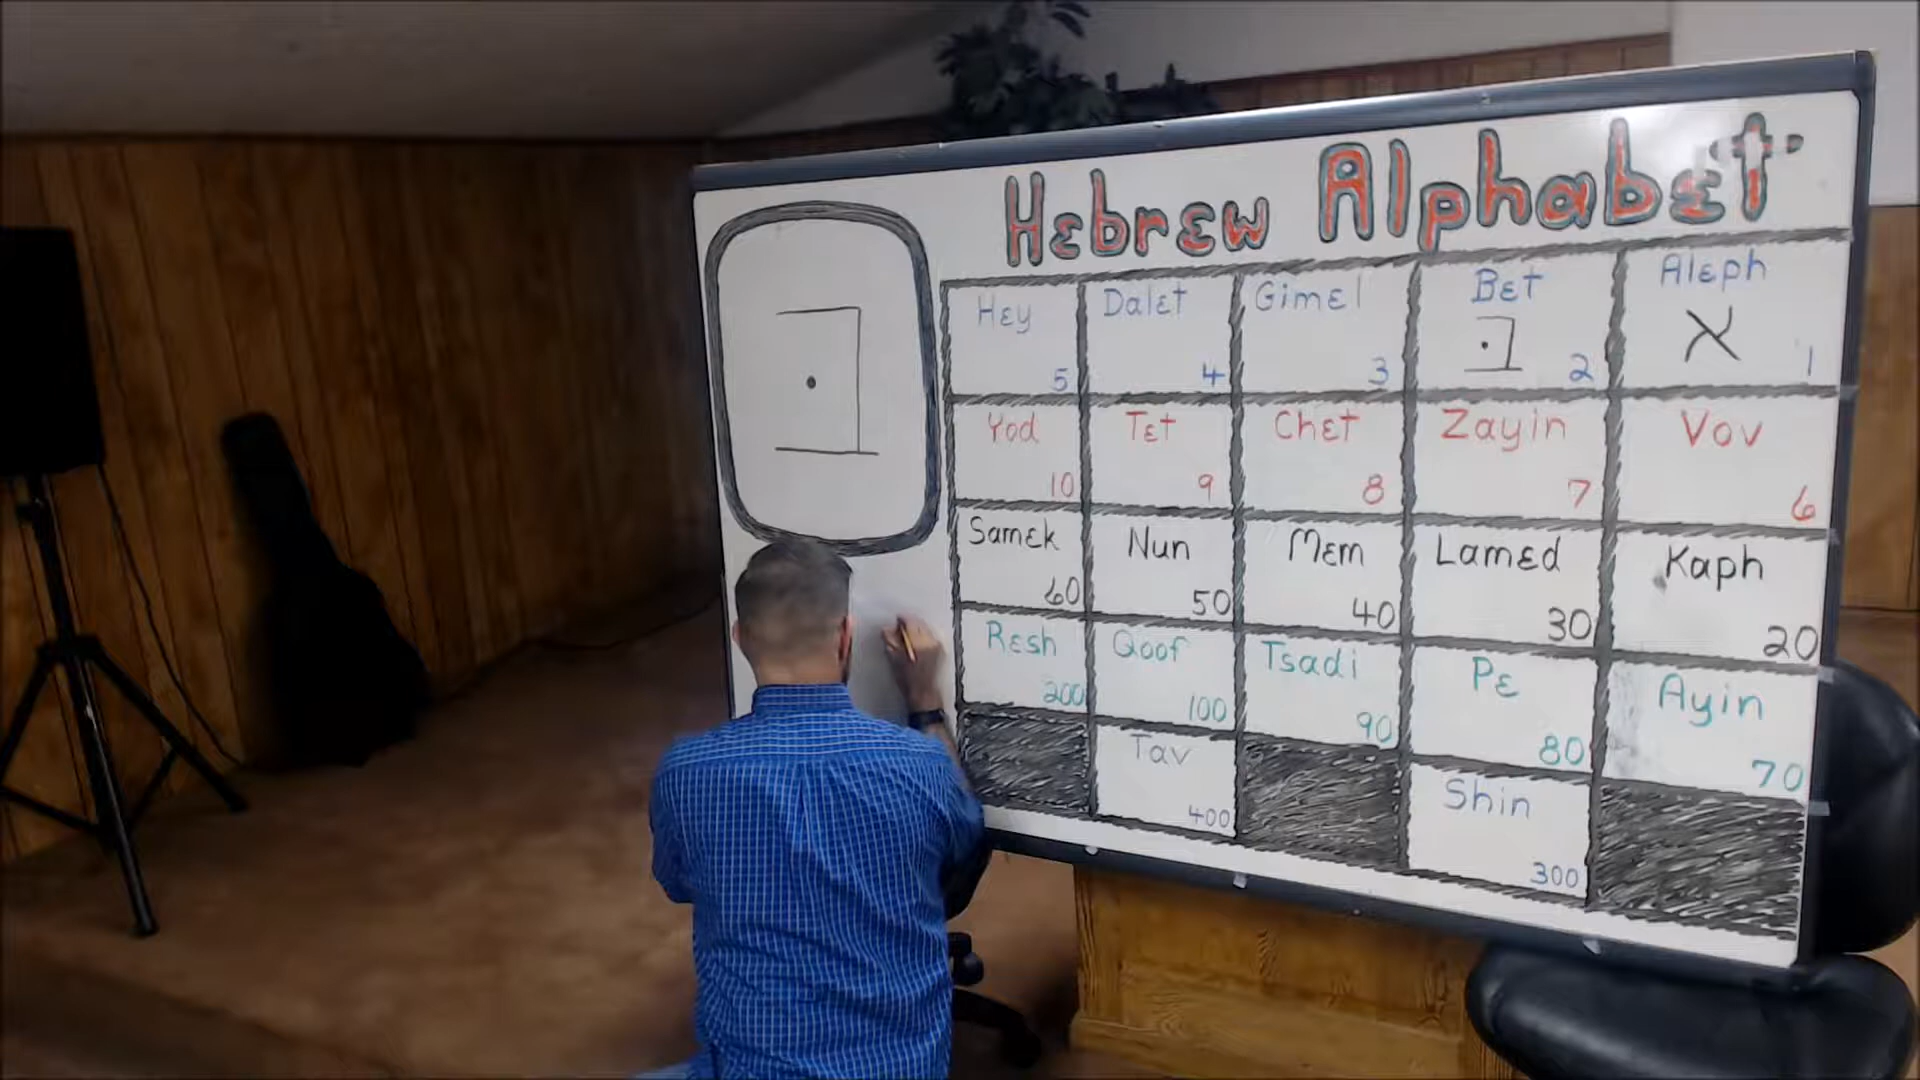 Hebrew Alphabet
בּ
Hey Dalet Gimel Bet Aleph
בּ א
5 4 3 2 1
Yod Tet Chet Zayin Vov
10 9 8 7 6
Samek Nun Mem Lamed Kaph
60 50 40 30 20
Resh Qoof Tsadi Pe Ayin
200 100 90 80 70
Tav Shin
400 300